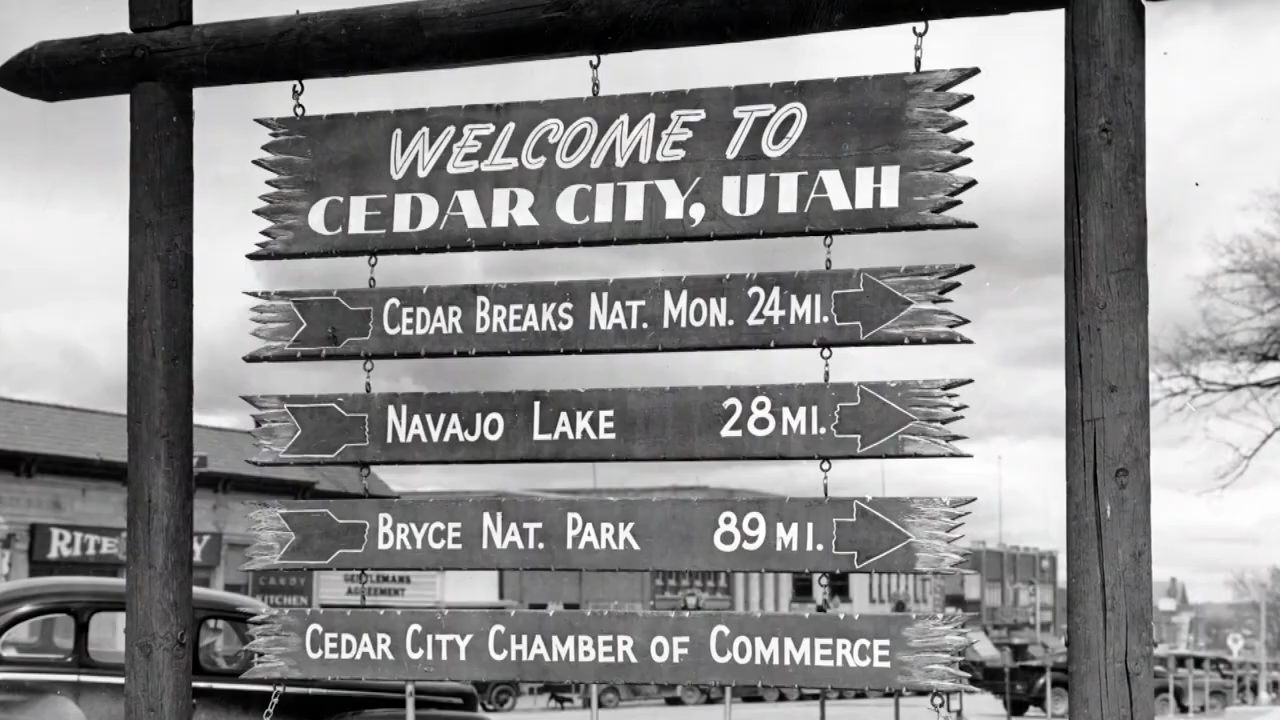 WELCOME TO
CEDAR CITY, UTAH
CEDAR BREAKS NAT. MON. 24 MI.
NAVAJO LAKE 28 MI.
BRYCE NAT. PARK 89 MI.
RITE
CANDY
KITCHEN
GENTLEMANS
AGREEMENT
CEDAR CITY CHAMBER OF COMMERCE